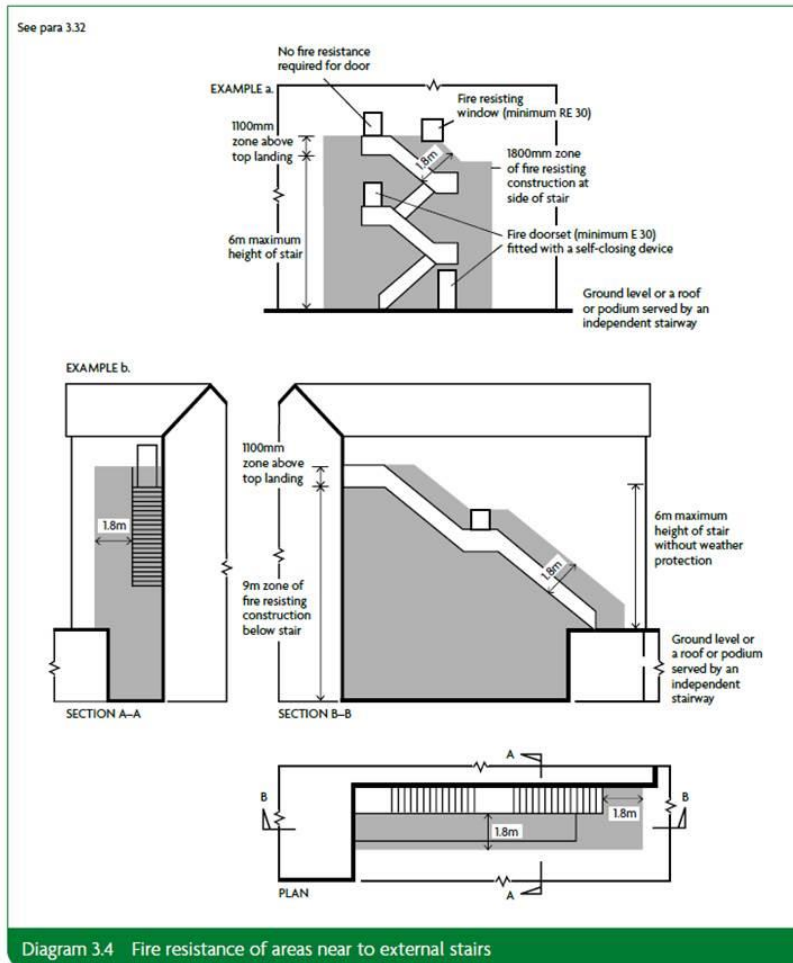 See para 3.32
No fire resistance
required for door
EXAMPLE a.
Fire resisting
window (minimum RE 30)
1100mm
zone above
top landing
1.8m
1800mm zone
of fire resisting
construction at
side of stair
6m maximum
height of stair
Fire doorset (minimum E 30)
fitted with a self-closing device
Ground level or a roof
or podium served by an
independent stairway
EXAMPLE b.
1100mm
zone above
top landing
1.8m
6m maximum
height of stair
without weather
protection
9m zone of
fire resisting
construction
below stair
1.8m
Ground level or
a roof or podium
served by an
independent
stairway
SECTION A–A
SECTION B–B
A
B
B
1.8m
1.8m
A
PLAN
Diagram 3.4 Fire resistance of areas near to external stairs